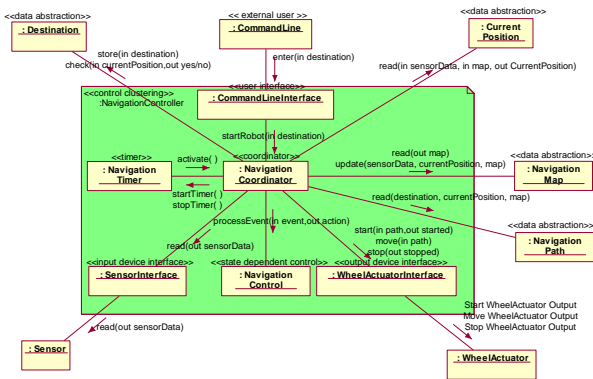 <<data abstraction>>
: Destination
<< external user >>
: CommandLine
<<data abstraction>>
: Current
Position
store(in destination)
check(in currentPosition,out yes/no)
enter(in destination)
read(in sensorData, in map, out CurrentPosition)
<<control clustering>>
:NavigationController
<<user interface>>
: CommandLineInterface
startRobot(in destination)
<<timer>>
: Navigation
Timer
activate( )
startTimer( )
stopTimer( )
<<coordinator>>
: Navigation
Coordinator
read(out map)
update(sensorData, currentPosition, map)
<<data abstraction>>
: Navigation
Map
read(destination, currentPosition, map)
<<data abstraction>>
: Navigation
Path
processEvent(in event,out action)
read(out sensorData)
start(in path,out started)
move(in path)
stop(out stopped)
<<input device interface>>
: SensorInterface
<<state dependent control>>
: Navigation
Control
<<output device interface>>
: WheelActuatorInterface
read(out sensorData)
Start WheelActuator Output
Move WheelActuator Output
Stop WheelActuator Output
: Sensor
: WheelActuator